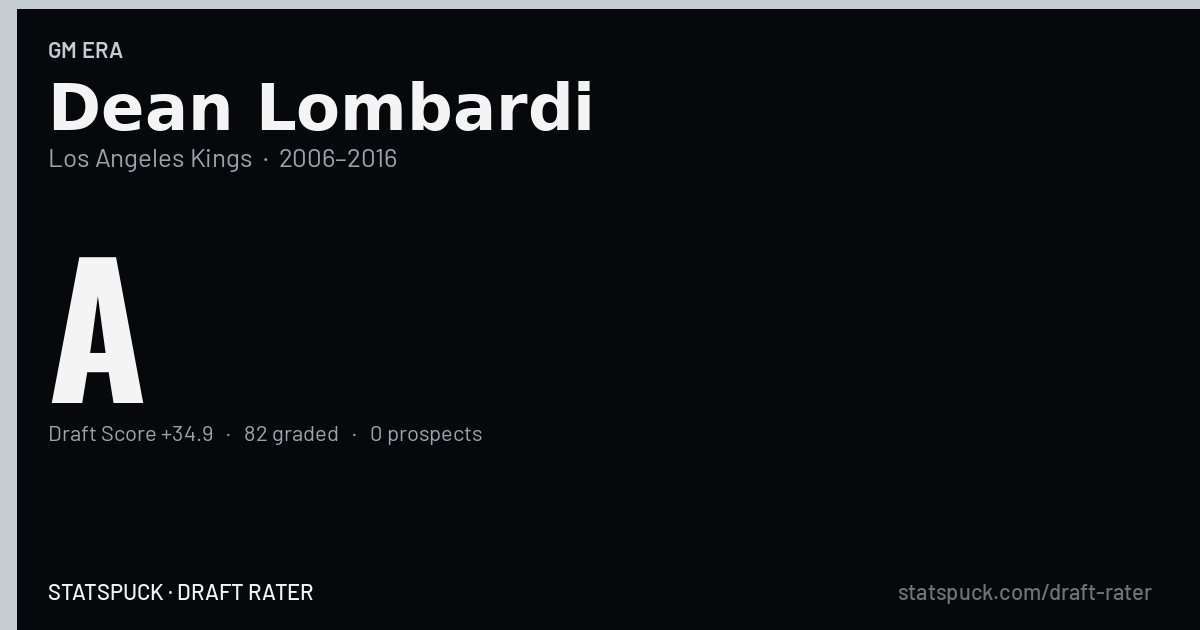 GM ERA
Dean Lombardi
Los Angeles Kings · 2006–2016
A
Draft Score +34.9 · 82 graded · 0 prospects
STATSPUCK · DRAFT RATER
statspuck.com/draft-rater